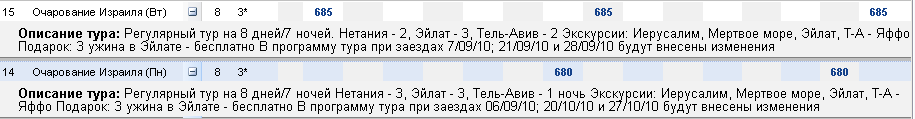 15 Очарование Израиля (Вт) 8 3* 685 685 685
Описание тура: Регулярный тур на 8 дней/7 ночей. Нетания - 2, Эйлат - 3, Тель-Авив - 2 Экскурсии: Иерусалим, Мертвое море, Эйлат, Т-А - Яффо
Подарок: 3 ужина в Эйлате - бесплатно В программу тура при заездах 7/09/10; 21/09/10 и 28/09/10 будут внесены изменения
14 Очарование Израиля (Пн) 8 3* 680 680
Описание тура: Регулярный тур на 8 дней/7 ночей Нетания - 3, Эйлат - 3, Тель-Авив - 1 ночь Экскурсии: Иерусалим, Мертвое море, Эйлат, Т-А -
Яффо Подарок: 3 ужина в Эйлате - бесплатно В программу тура при заездах 06/09/10; 20/10/10 и 27/10/10 будут внесены изменения